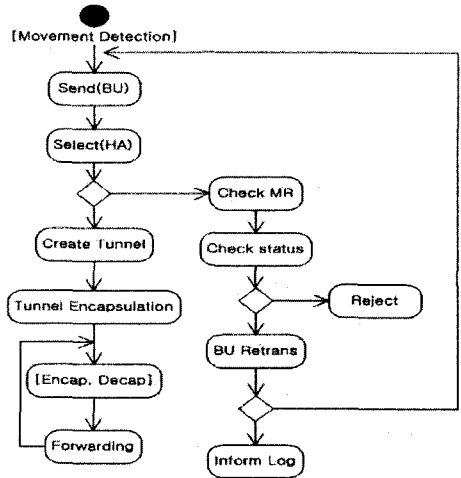 [Movement Detection]
Send(BU)
Select(HA)
Check MR
Create Tunnel
Check status
Tunnel Encapsulation
Reject
BU Retrans
[Encap, Decap]
Forwarding
Inform Log